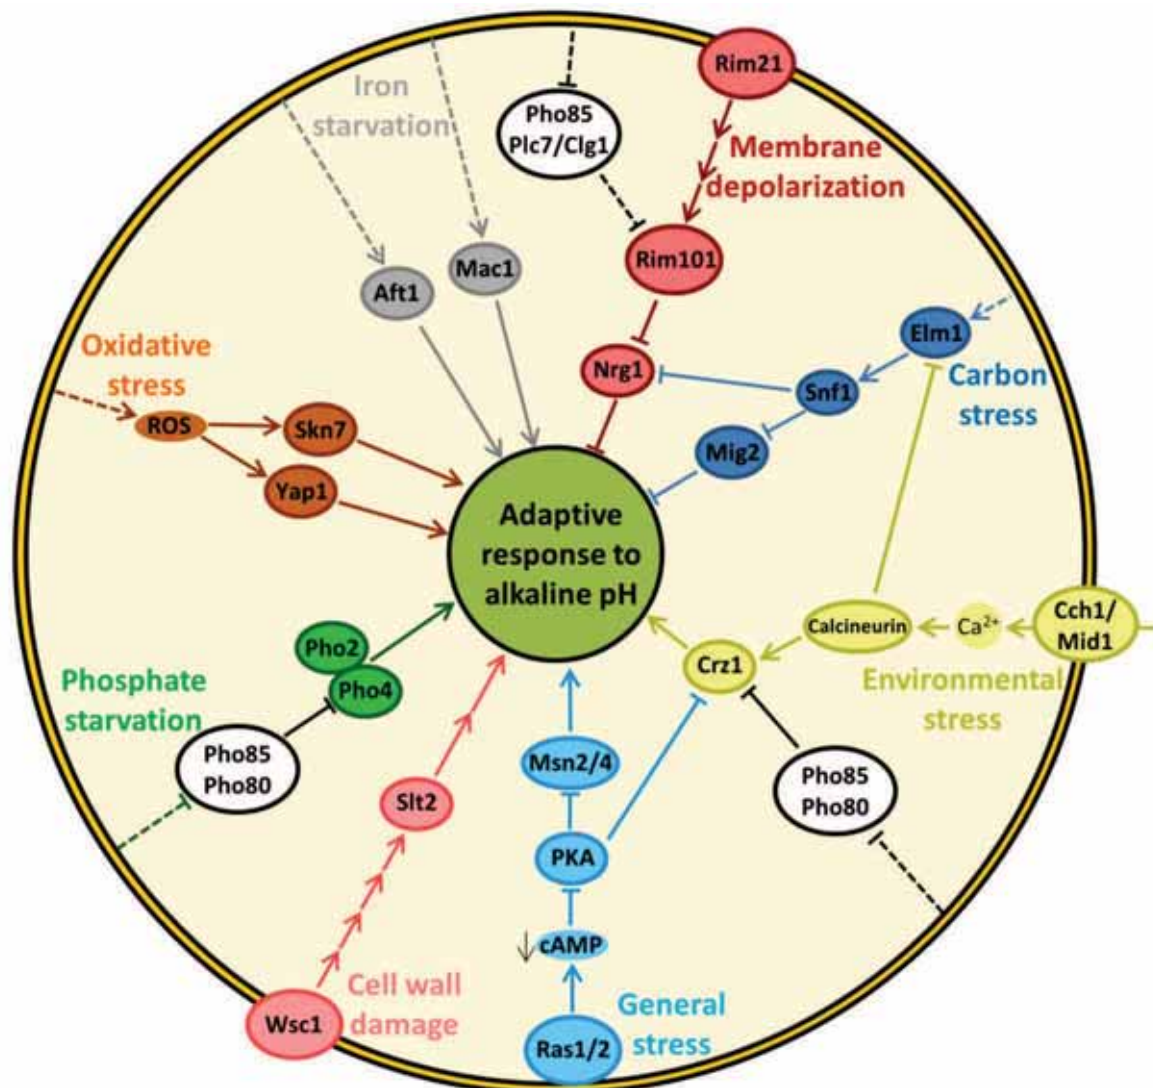 Rim21
Iron
starvation
Pho85
Plc7/Clg1
Membrane
depolarization
Rim101
Mac1
Aft1
Elm1
Oxidative
stress
Nrg1
Snf1
Carbon
stress
ROS
Skn7
Mig2
Yap1
Adaptive
response to
alkaline pH
Pho2
Pho4
Calcineurin
Ca²⁺
Cch1/
Mid1
Crz1
Phosphate
starvation
Environmental
stress
Pho85
Pho80
Msn2/4
Pho85
Pho80
Slt2
PKA
↓cAMP
Cell wall
damage
General
stress
Wsc1
Ras1/2